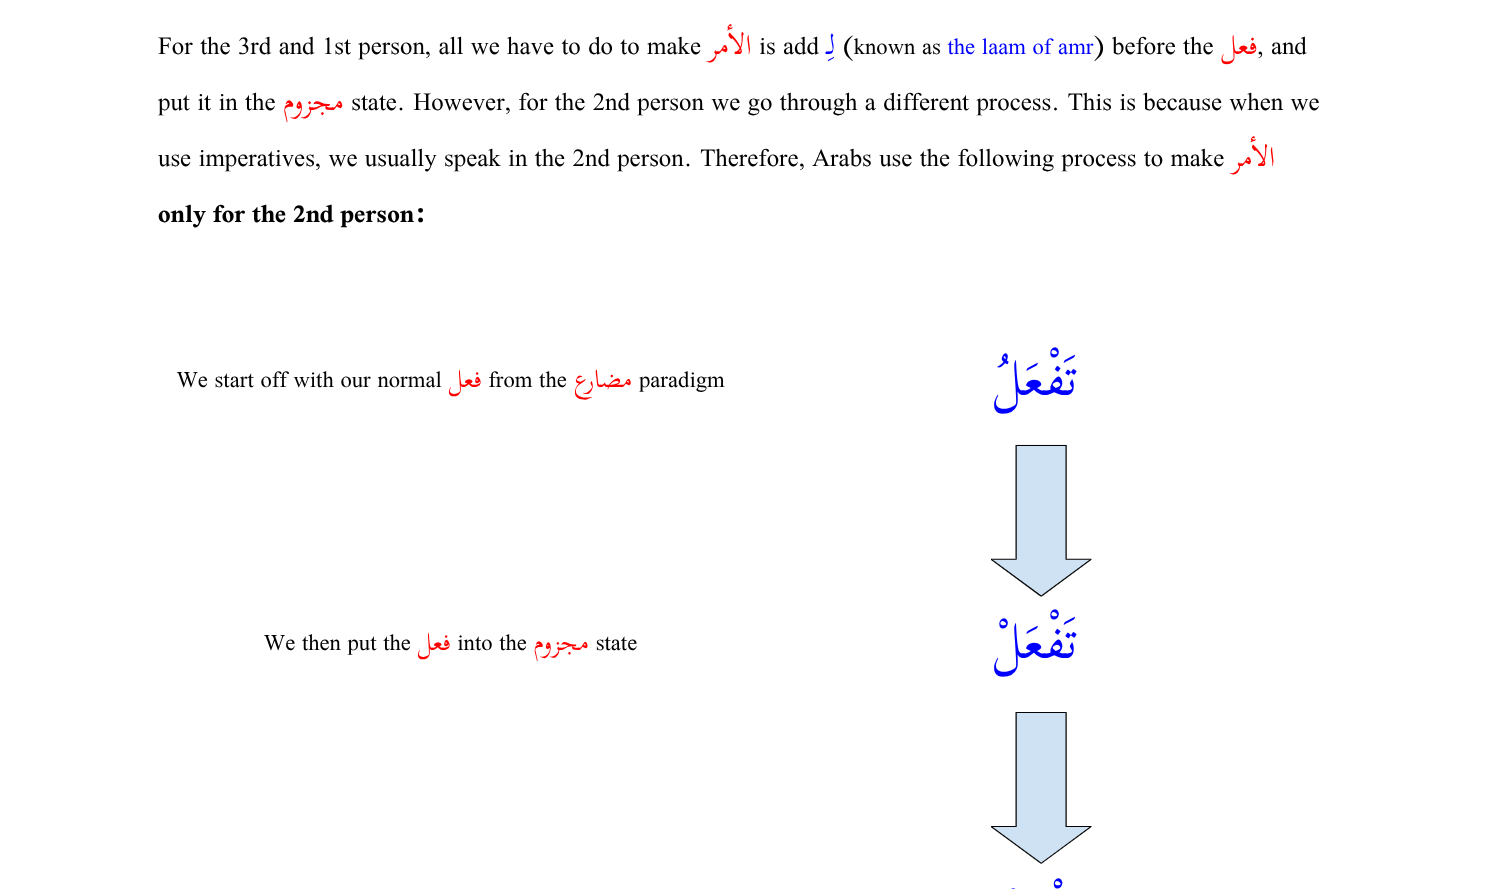 For the 3rd and 1st person, all we have to do to make الأمر is add لِـ (known as the laam of amr) before the فعل, and
put it in the مجزوم state. However, for the 2nd person we go through a different process. This is because when we
use imperatives, we usually speak in the 2nd person. Therefore, Arabs use the following process to make الأمر
only for the 2nd person:
We start off with our normal فعل from the مضارع paradigm
تَفْعَلُ
We then put the فعل into the مجزوم state
تَفْعَلْ